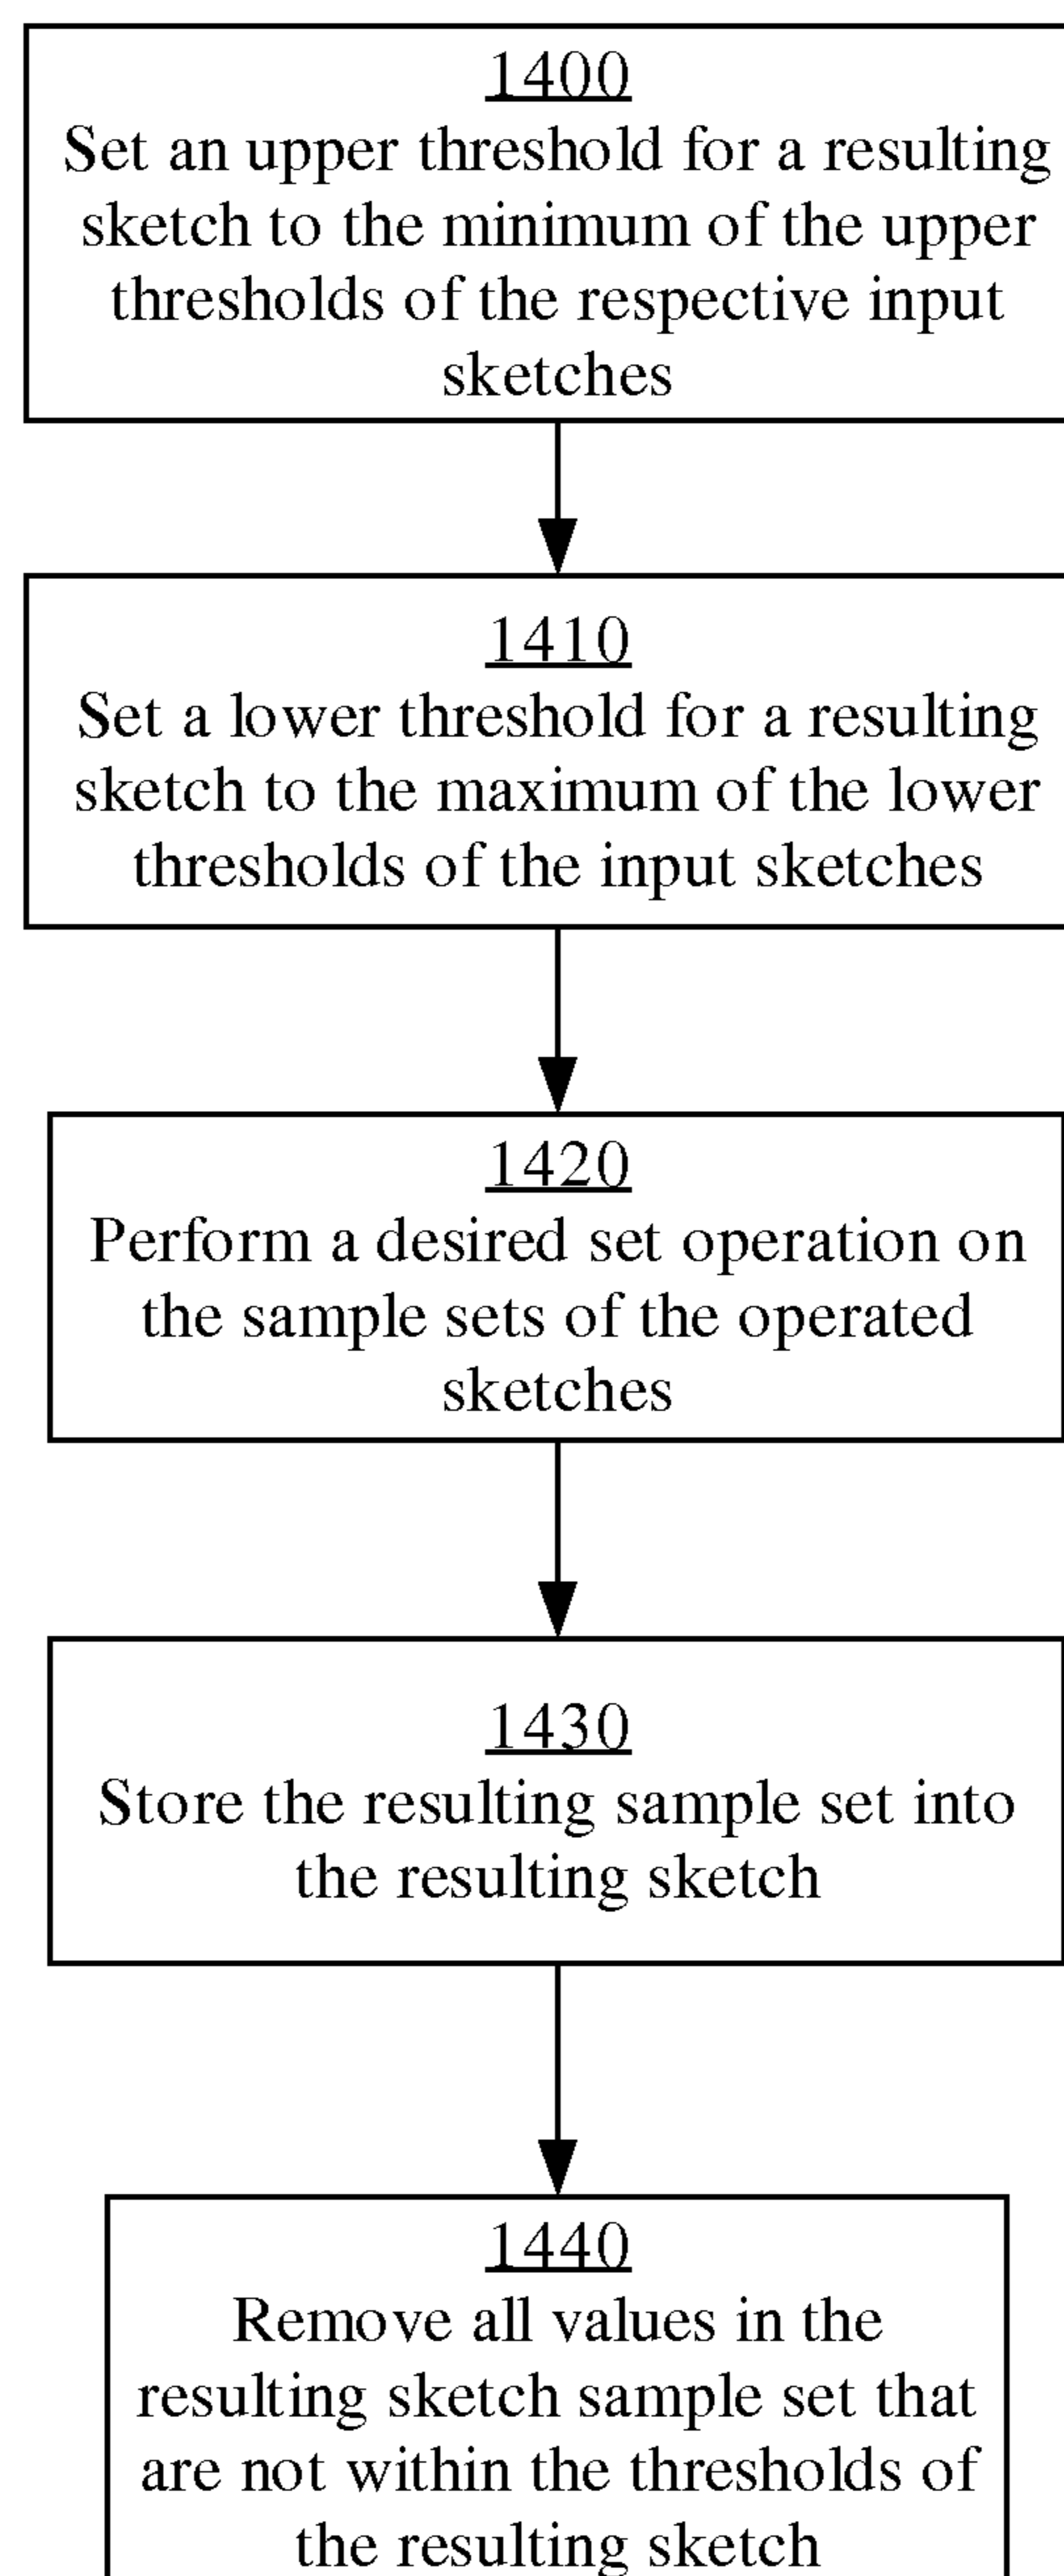 1400
Set an upper threshold for a resulting
sketch to the minimum of the upper
thresholds of the respective input
sketches
1410
Set a lower threshold for a resulting
sketch to the maximum of the lower
thresholds of the input sketches
1420
Perform a desired set operation on
the sample sets of the operated
sketches
1430
Store the resulting sample set into
the resulting sketch
1440
Remove all values in the
resulting sketch sample set that
are not within the thresholds of
the resulting sketch